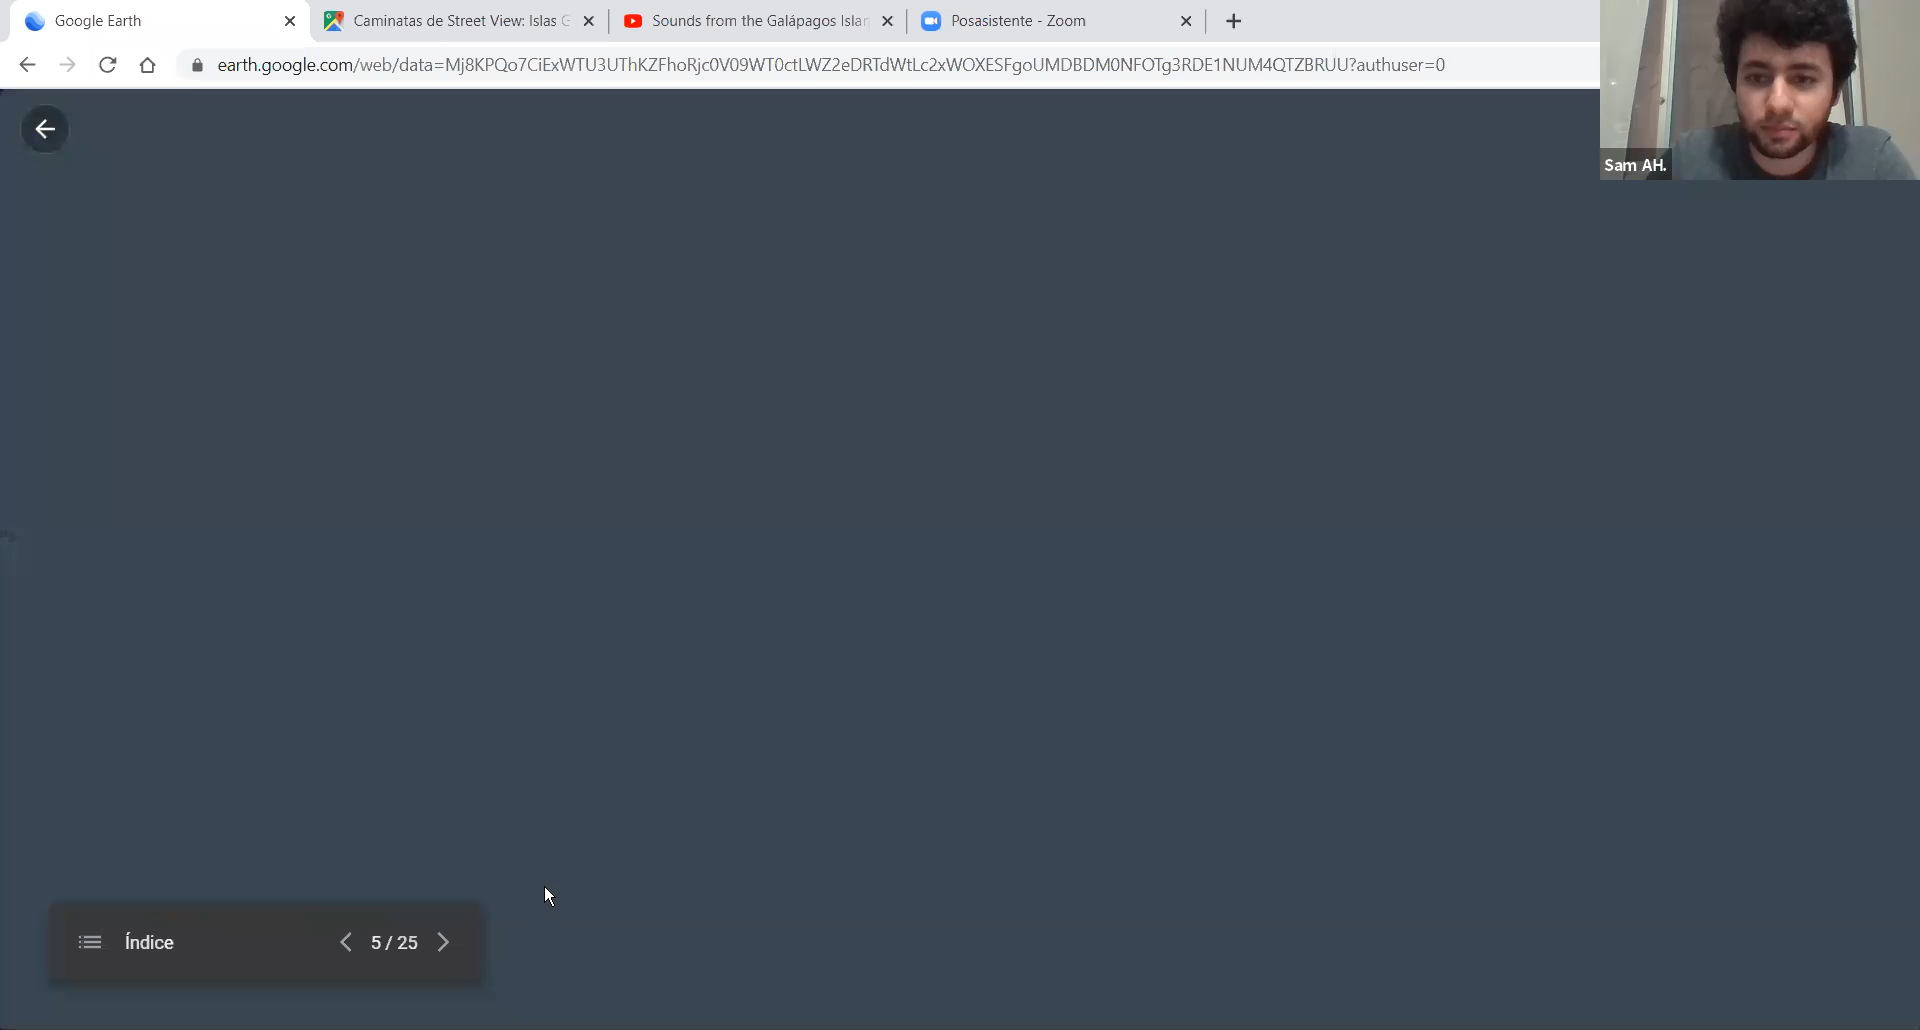 Google Earth
Caminatas de Street View: Islas G
Sounds from the Galápagos Islan
Posasistente - Zoom
earth.google.com/web/data=Mj8KPQo7CiExWTU3UThKZFhoRjc0V09WT0ctLWZ2eDRTdWtLc2xWOXESFgoUMDBDM0NFOTg3RDE1NUM4QTZBRUU?authuser=0
Sam AH.
Índice
5 / 25